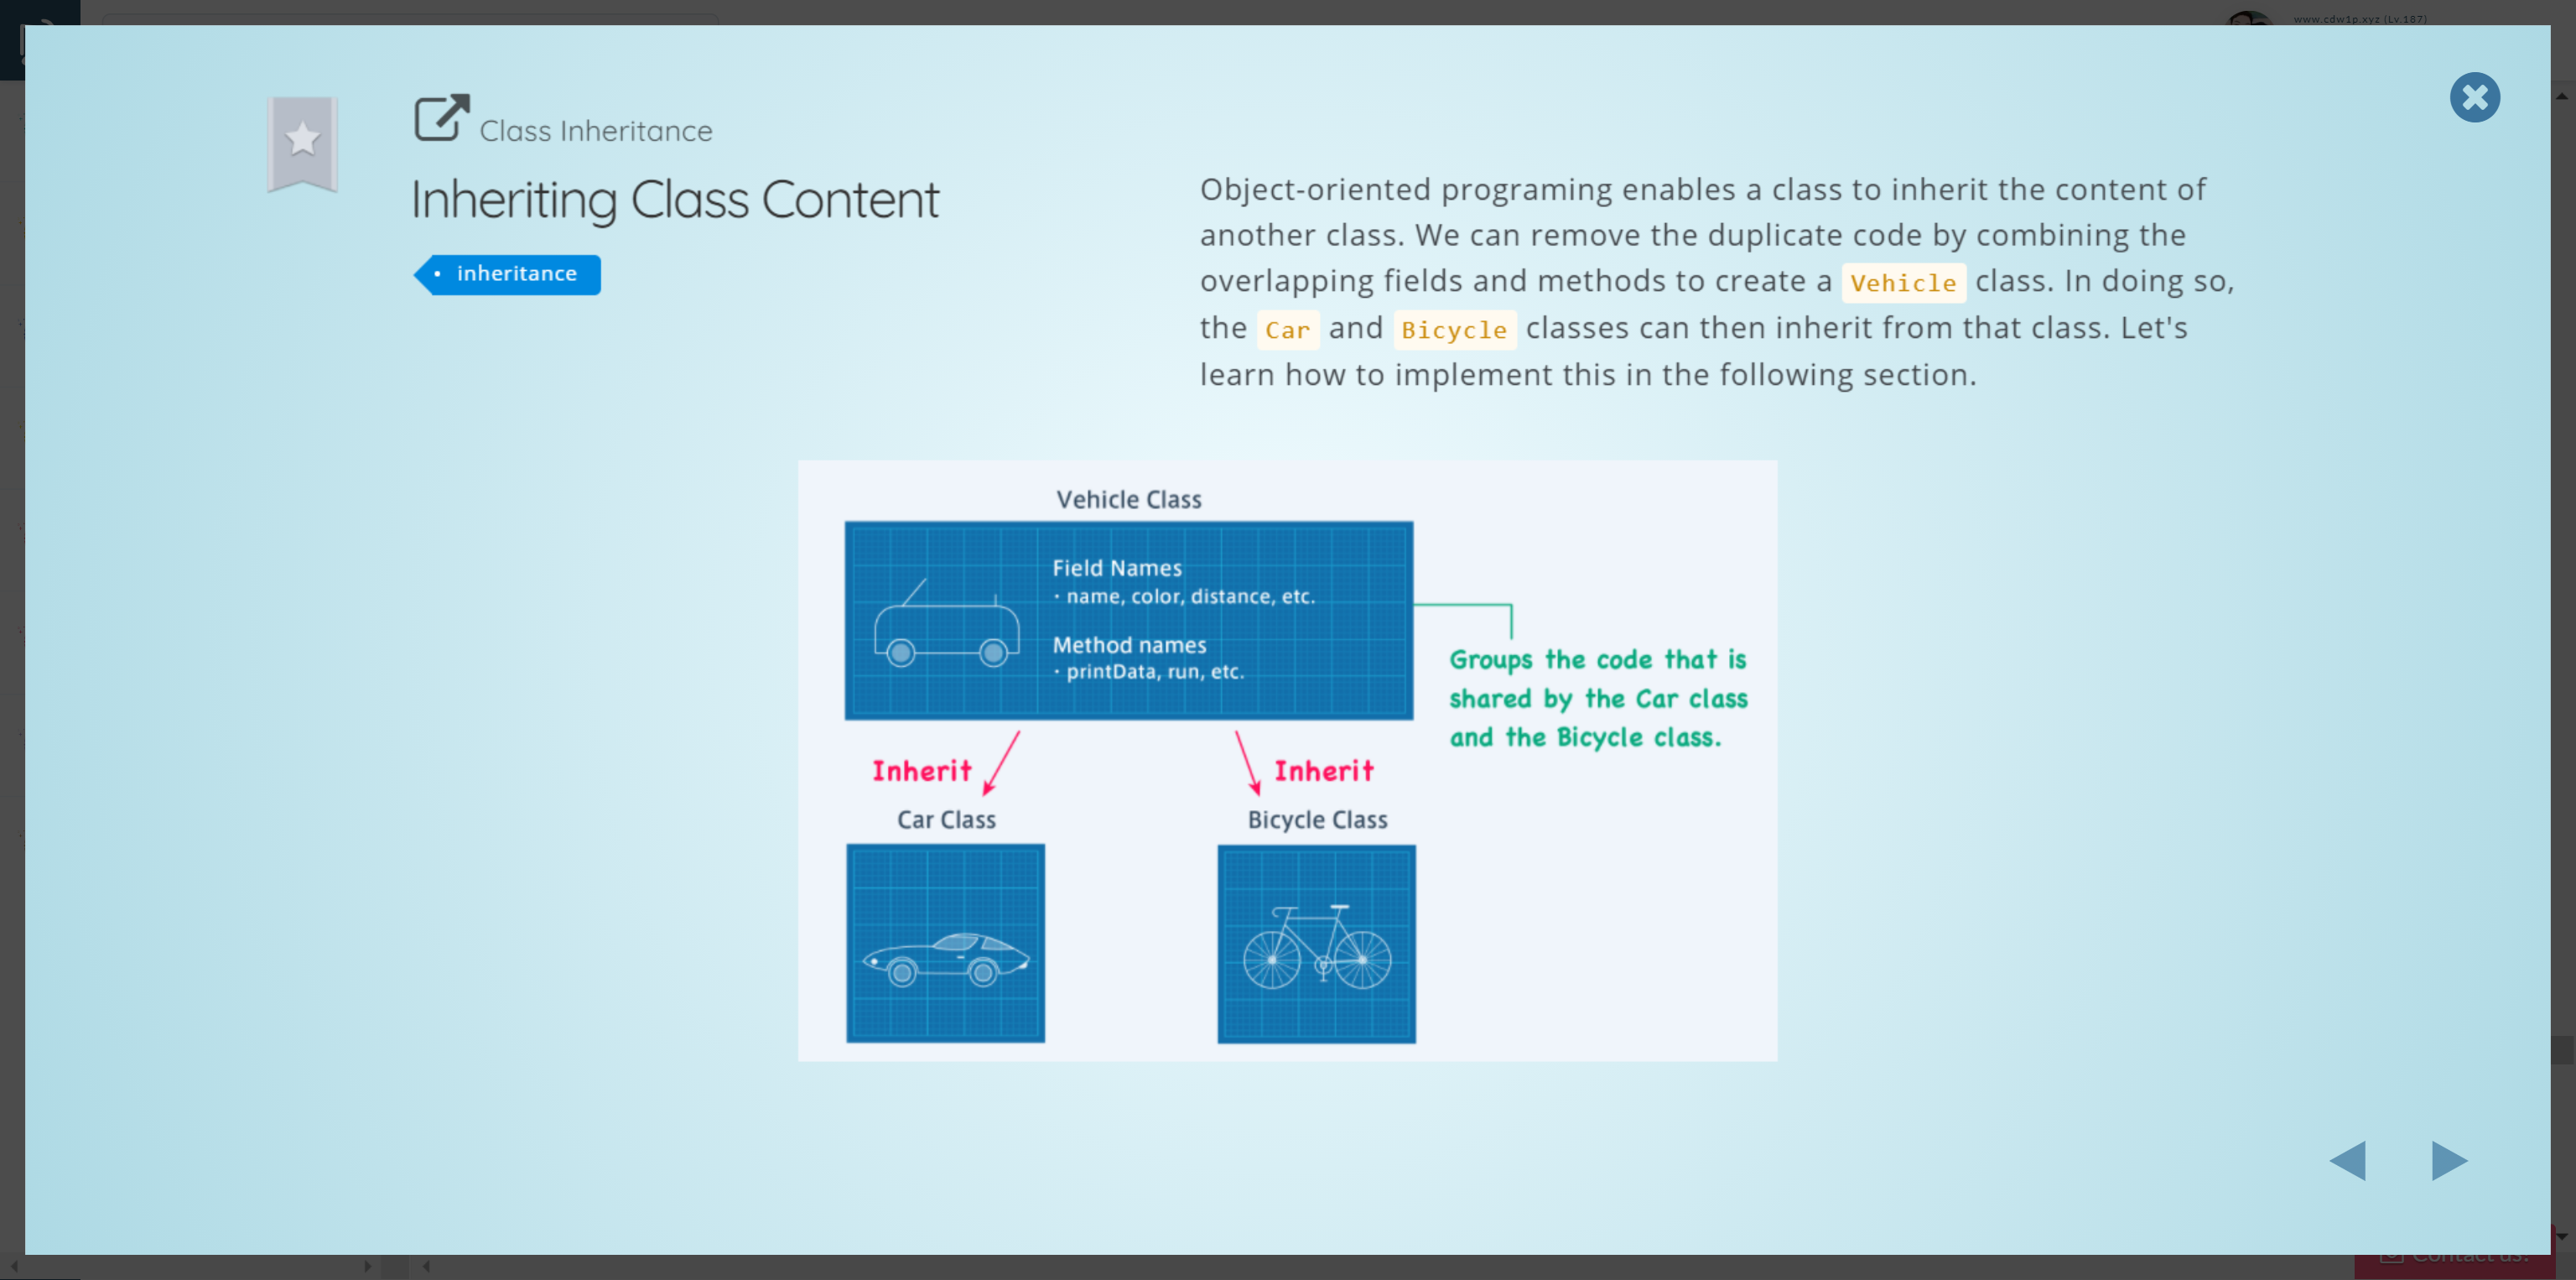 www.cdw1p.xyz (Lv.187)
Class Inheritance
Inheriting Class Content
• inheritance
Object-oriented programing enables a class to inherit the content of
another class. We can remove the duplicate code by combining the
overlapping fields and methods to create a Vehicle class. In doing so,
the Car and Bicycle classes can then inherit from that class. Let's
learn how to implement this in the following section.
Vehicle Class
Field Names
· name, color, distance, etc.
Method names
· printData, run, etc.
Groups the code that is
shared by the Car class
and the Bicycle class.
Inherit
Inherit
Car Class
Bicycle Class
Contact us!